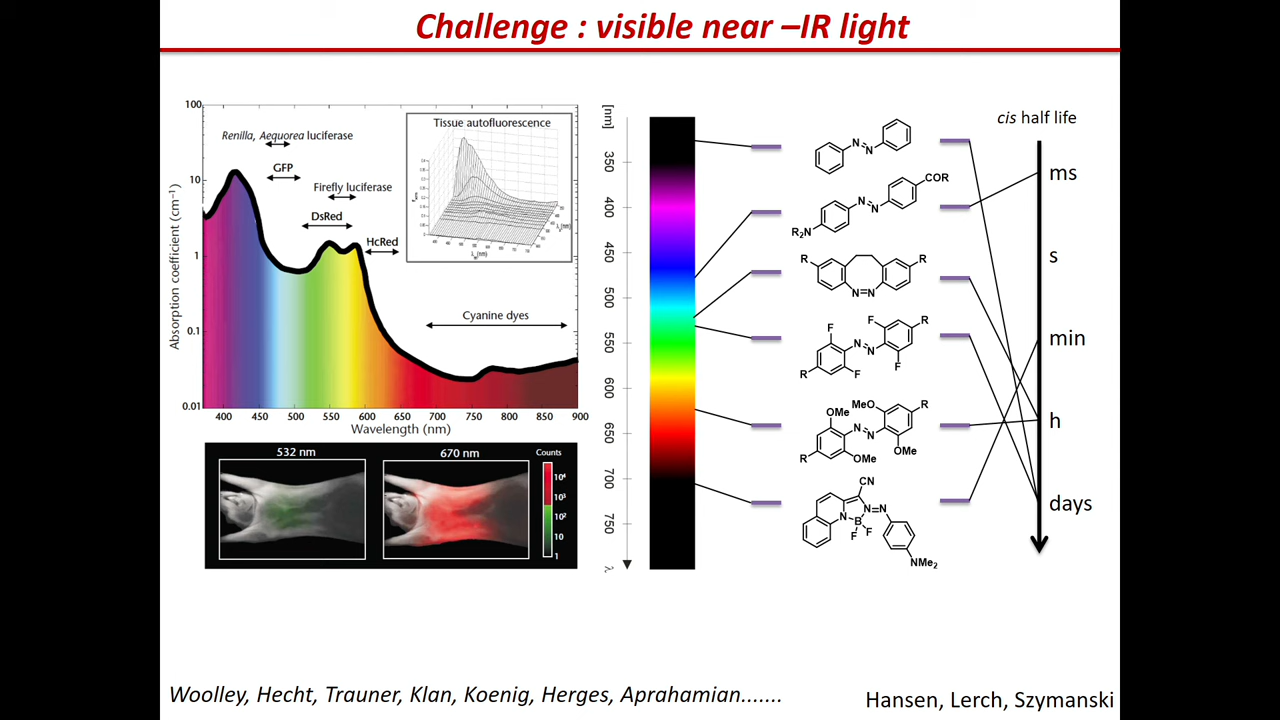 Challenge : visible near –IR light
100
10
1
0.1
0.01
Absorption coefficient (cm⁻¹)
Renilla, Aequorea luciferase
GFP
Firefly luciferase
DsRed
HcRed
Cyanine dyes
Tissue autofluorescence
400 450 500 550 600 650 700 800 850 900
Wavelength (nm)
532 nm
670 nm
Counts
10⁴
10³
10²
10
1
[nm]
350
400
450
500
550
600
650
700
750
λ
N N
COR
N N
R₂N
R R
N=N
F F R
N N
R F F
OMe MeO R
N N
R OMe OMe
CN
N N=N
B
F F
NMe₂
cis half life
ms
s
min
h
days
Woolley, Hecht, Trauner, Klan, Koenig, Herges, Aprahamian.......
Hansen, Lerch, Szymanski